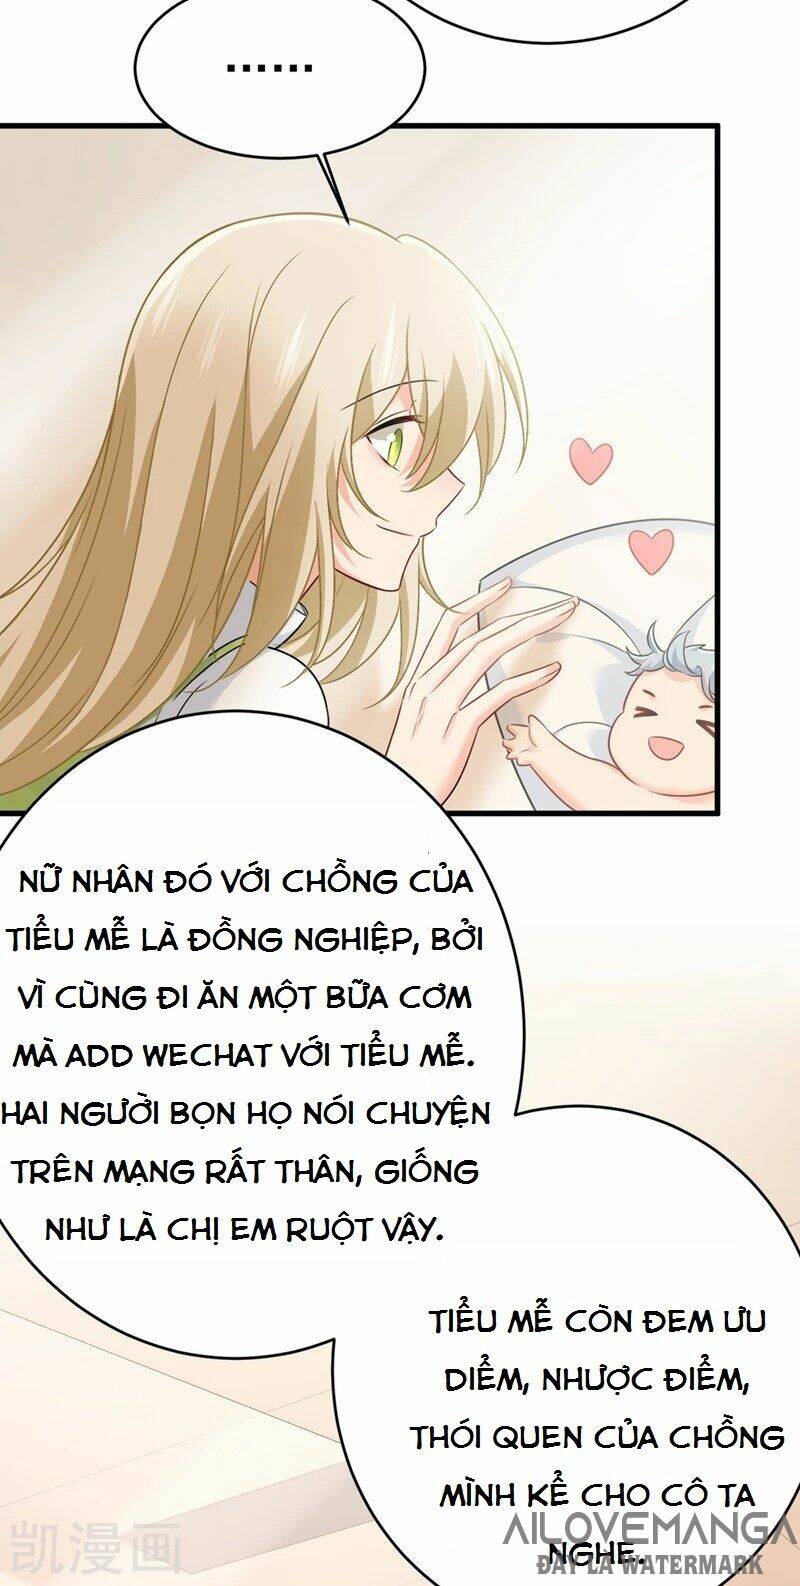 ......
NỮ NHÂN ĐÓ VỚI CHỒNG CỦA
TIỂU MỄ LÀ ĐỒNG NGHIỆP, BỞI
VÌ CÙNG ĐI ĂN MỘT BỮA CƠM
MÀ ADD WECHAT VỚI TIỂU MỄ.
HAI NGƯỜI BỌN HỌ NÓI CHUYỆN
TRÊN MẠNG RẤT THÂN, GIỐNG
NHƯ LÀ CHỊ EM RUỘT VẬY.
TIỂU MỄ CÒN ĐEM ƯU
DIỂM, NHƯỢC ĐIỂM,
THÓI QUEN CỦA CHỒNG
MÌNH KỂ CHO CÔ TA
NGHE.
AILOVEMANGA
ĐÂY LÀ WATERMARK
凯漫画